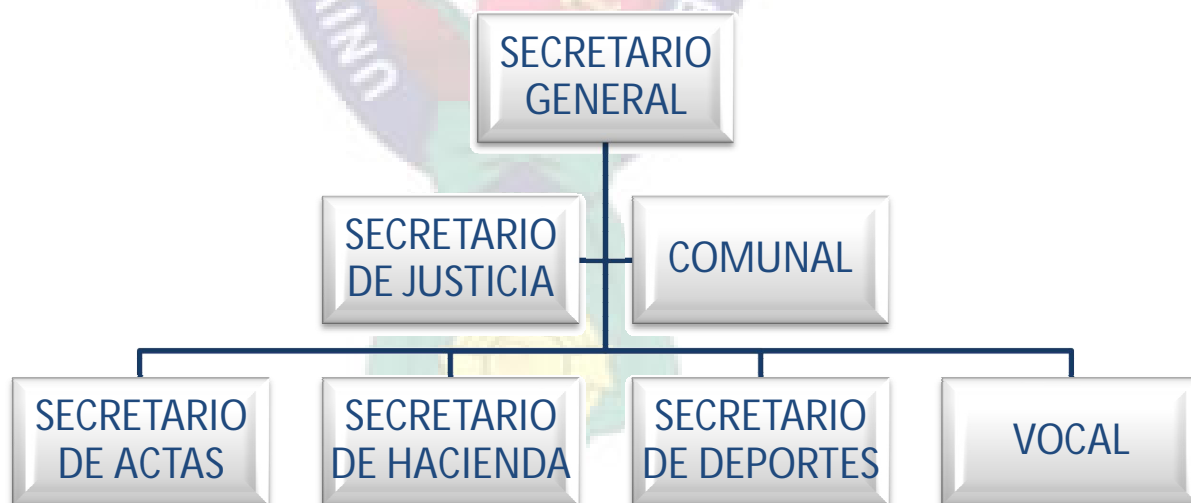 SECRETARIO
GENERAL
SECRETARIO
DE JUSTICIA
COMUNAL
SECRETARIO
DE ACTAS
SECRETARIO
DE HACIENDA
SECRETARIO
DE DEPORTES
VOCAL